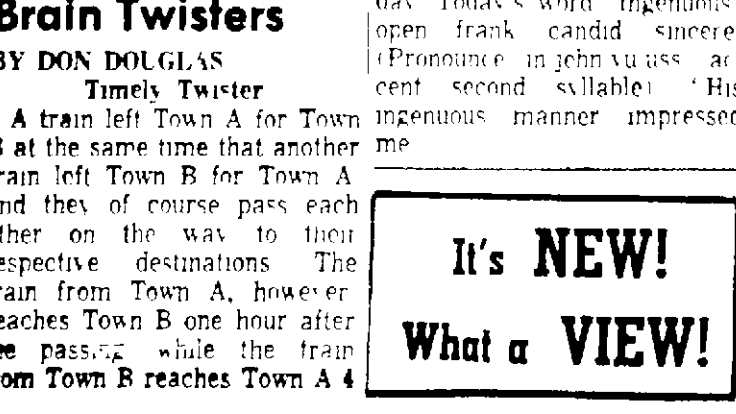 Brain Twisters
BY DON DOUGLAS
Timely Twister
A train left Town A for Town
B at the same time that another
train left Town B for Town A
and they of course pass each
other on the way to their
respective destinations The
train from Town A, however
reaches Town B one hour after
the passing while the train
from Town B reaches Town A 4
day Today's word ingenuous
open frank candid sincere
(Pronounce in jehn yu uss ac
cent second syllable) 'His
ingenuous manner impressed
me
It's NEW!
What a VIEW!